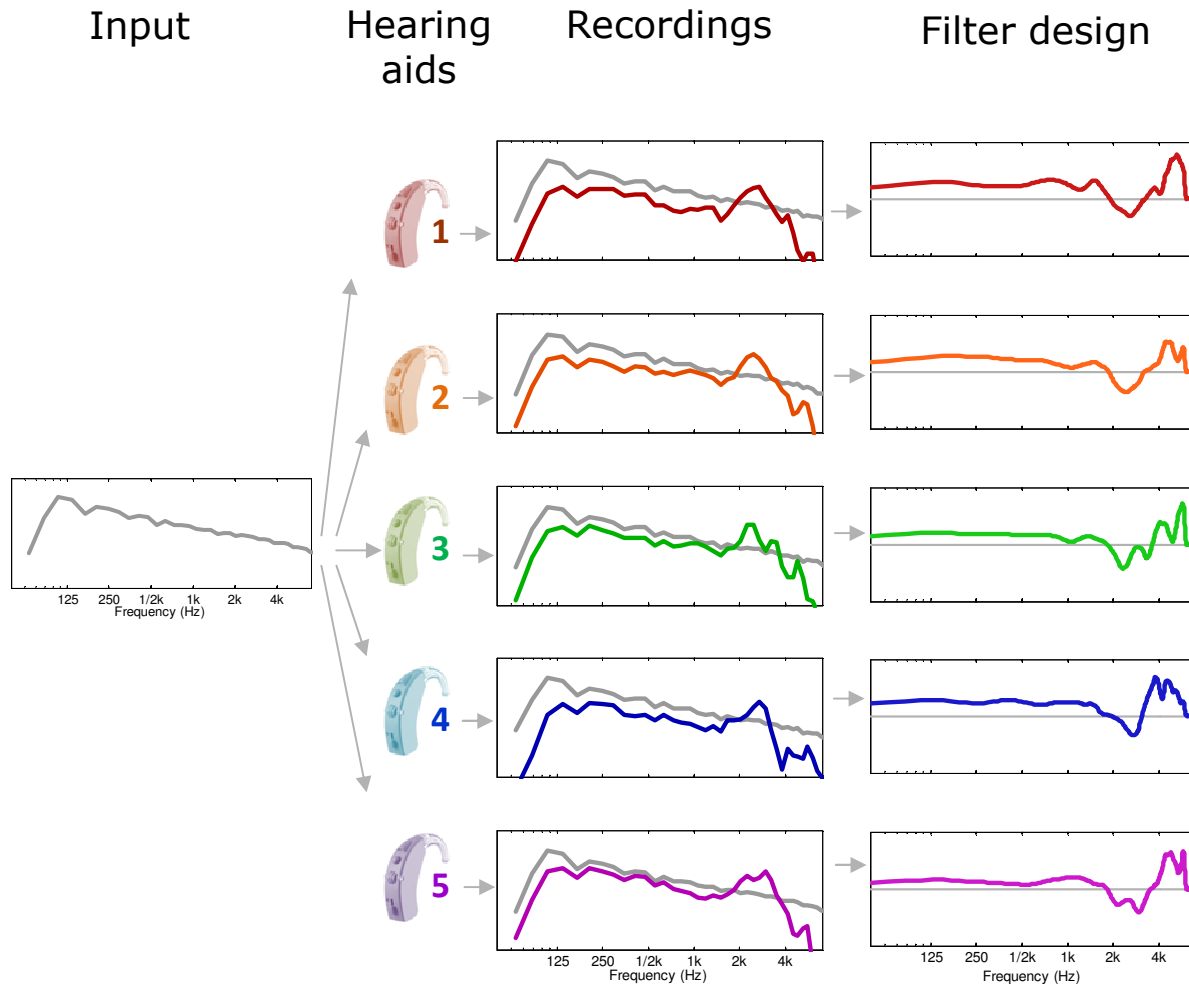 Input
Hearing
aids
Recordings
Filter design
1
2
3
4
5
125 250 1/2k 1k 2k 4k
Frequency (Hz)
125 250 1/2k 1k 2k 4k
Frequency (Hz)
125 250 1/2k 1k 2k 4k
Frequency (Hz)